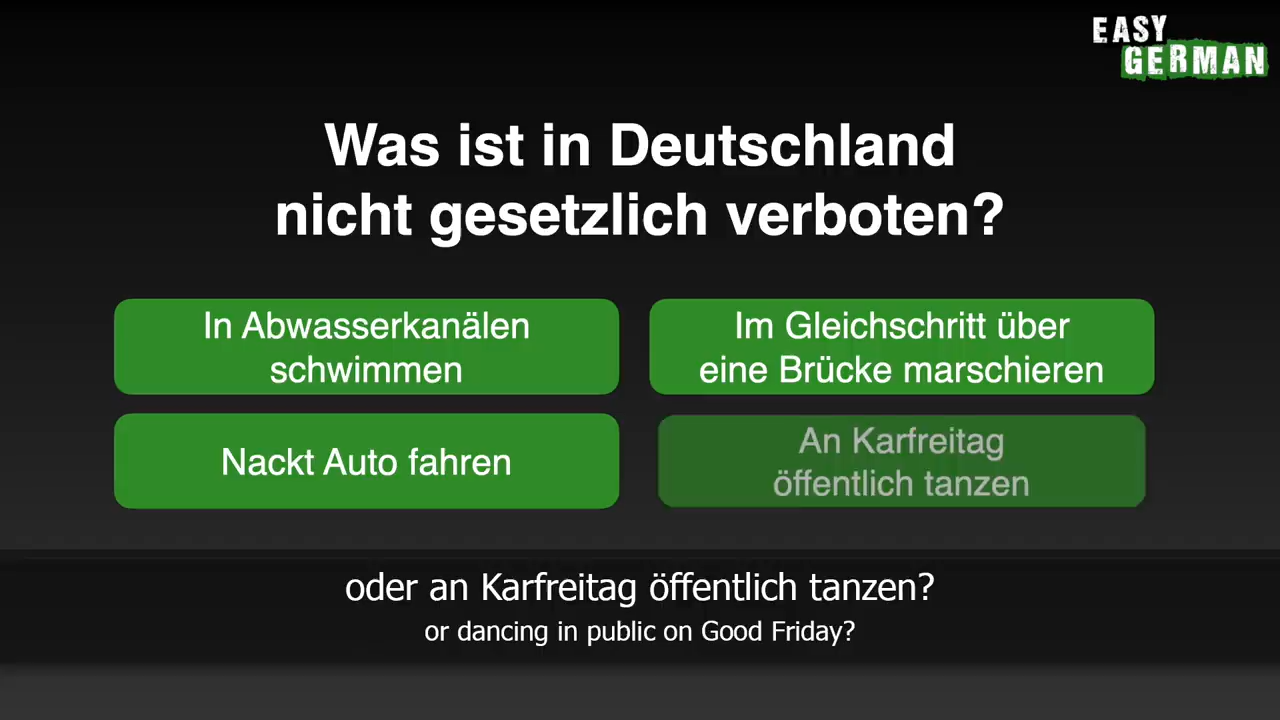 EASY
GERMAN
Was ist in Deutschland
nicht gesetzlich verboten?
In Abwasserkanälen
schwimmen
Im Gleichschritt über
eine Brücke marschieren
Nackt Auto fahren
An Karfreitag
öffentlich tanzen
oder an Karfreitag öffentlich tanzen?
or dancing in public on Good Friday?